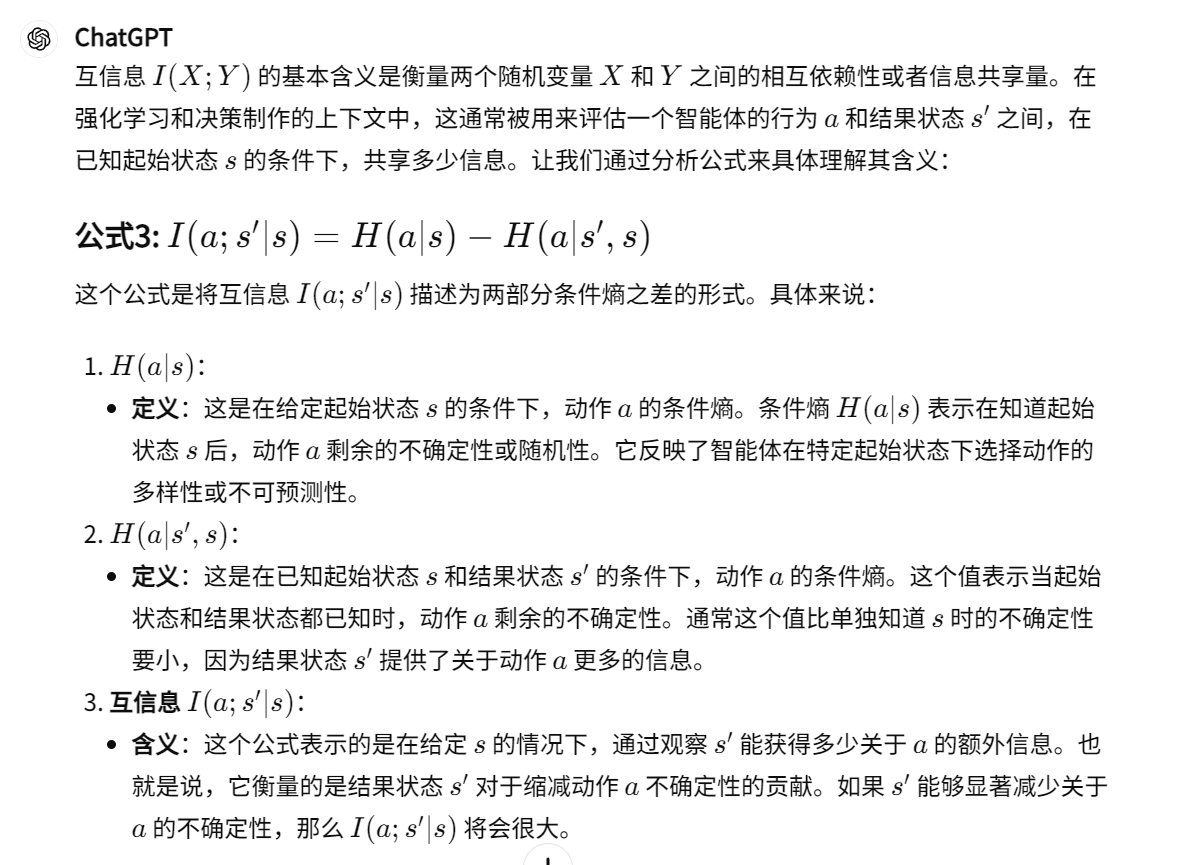 ChatGPT
互信息 I(X; Y) 的基本含义是衡量两个随机变量 X 和 Y 之间的相互依赖性或者信息共享量。在
强化学习和决策制作的上下文中，这通常被用来评估一个智能体的行为 a 和结果状态 s′ 之间，在
已知起始状态 s 的条件下，共享多少信息。让我们通过分析公式来具体理解其含义：
公式3: I(a; s′|s) = H(a|s) − H(a|s′, s)
这个公式是将互信息 I(a; s′|s) 描述为两部分条件熵之差的形式。具体来说：
1. H(a|s)：
• 定义：这是在给定起始状态 s 的条件下，动作 a 的条件熵。条件熵 H(a|s) 表示在知道起始
状态 s 后，动作 a 剩余的不确定性或随机性。它反映了智能体在特定起始状态下选择动作的
多样性或不可预测性。
2. H(a|s′, s)：
• 定义：这是在已知起始状态 s 和结果状态 s′ 的条件下，动作 a 的条件熵。这个值表示当起始
状态和结果状态都已知时，动作 a 剩余的不确定性。通常这个值比单独知道 s 时的不确定性
要小，因为结果状态 s′ 提供了关于动作 a 更多的信息。
3. 互信息 I(a; s′|s)：
• 含义：这个公式表示的是在给定 s 的情况下，通过观察 s′ 能获得多少关于 a 的额外信息。也
就是说，它衡量的是结果状态 s′ 对于缩减动作 a 不确定性的贡献。如果 s′ 能够显著减少关于
a 的不确定性，那么 I(a; s′|s) 将会很大。